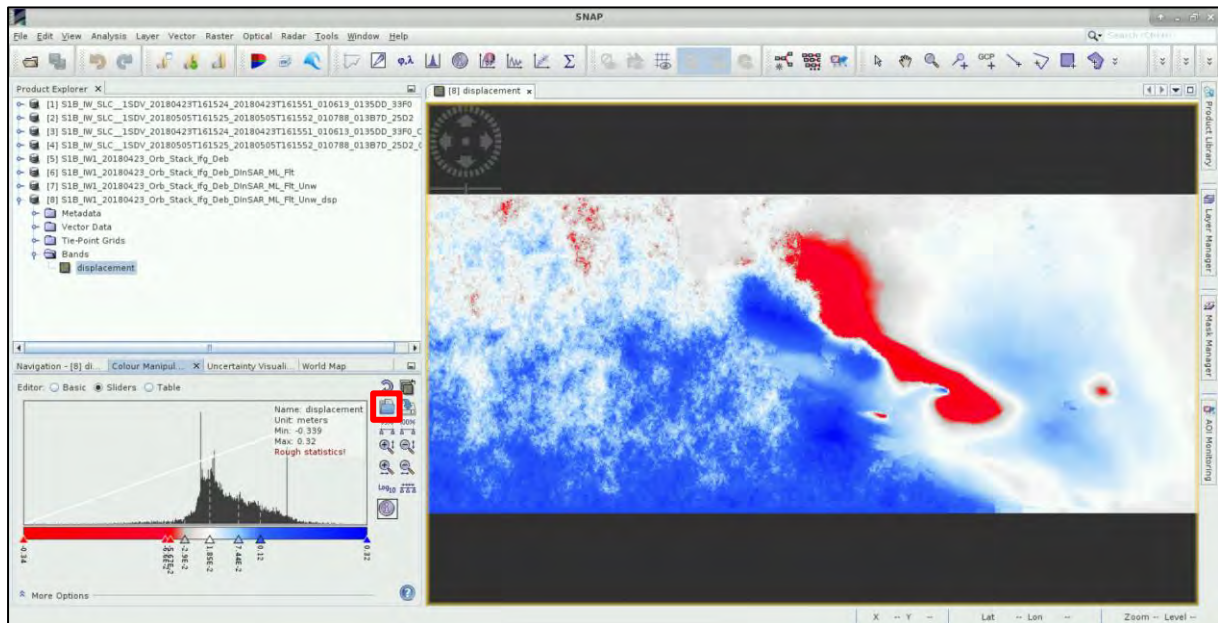 SNAP
File Edit View Analysis Layer Vector Raster Optical Radar Tools Window Help
φ,λ Σ GCP
Product Explorer × [8] displacement ×
[1] S1B_IW_SLC__1SDV_20180423T161524_20180423T161551_010613_0135DD_33F0
[2] S1B_IW_SLC__1SDV_20180505T161525_20180505T161552_010788_013B7D_25D2
[3] S1B_IW_SLC__1SDV_20180423T161524_20180423T161551_010613_0135DD_33F0_C
[4] S1B_IW_SLC__1SDV_20180505T161525_20180505T161552_010788_013B7D_25D2_C
[5] S1B_IW1_20180423_Orb_Stack_Ifg_Deb
[6] S1B_IW1_20180423_Orb_Stack_Ifg_Deb_DInSAR_ML_Flt
[7] S1B_IW1_20180423_Orb_Stack_Ifg_Deb_DInSAR_ML_Flt_Unw
[8] S1B_IW1_20180423_Orb_Stack_Ifg_Deb_DInSAR_ML_Flt_Unw_dsp
Metadata
Vector Data
Tie-Point Grids
Bands
displacement
Product Library
Layer Manager
Mask Manager
AOI Monitoring
Navigation - [8] di... Colour Manipul... × Uncertainty Visuali... World Map
Editor: Basic Sliders Table
Name: displacement
Unit: meters
Min: -0.339
Max: 0.32
Rough statistics!
100%
Log10
-0.34 -2.9E-2 1.85E-2 7.44E-2 0.12 0.32
More Options
X -- Y -- Lat -- Lon -- Zoom -- Level --